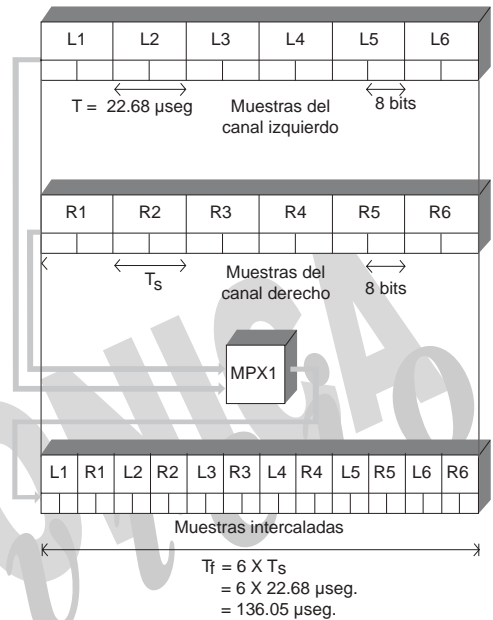 L1 L2 L3 L4 L5 L6
T = 22.68 µseg
Muestras del
canal izquierdo
8 bits
R1 R2 R3 R4 R5 R6
Ts
Muestras del
canal derecho
8 bits
MPX1
L1 R1 L2 R2 L3 R3 L4 R4 L5 R5 L6 R6
Muestras intercaladas
Tf = 6 X Ts
= 6 X 22.68 µseg.
= 136.05 µseg.